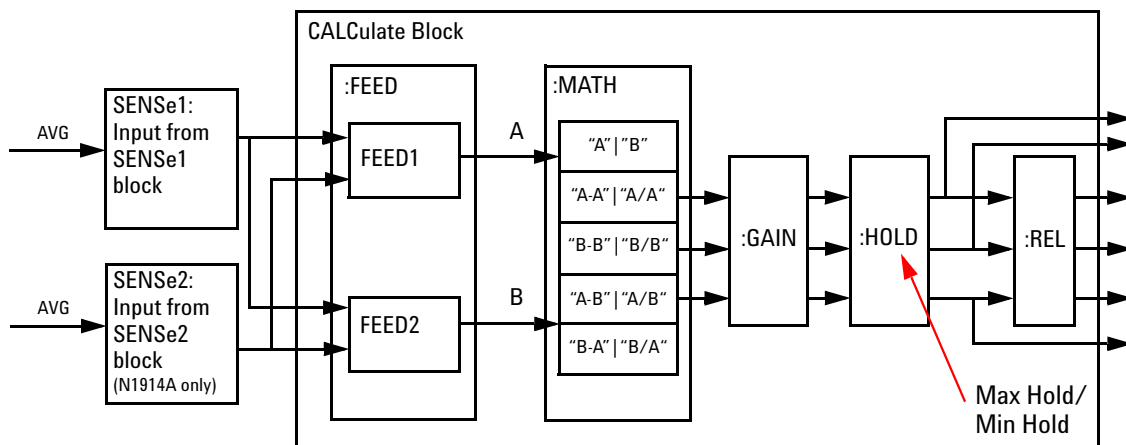 CALCulate Block
SENSe1:
Input from
SENSe1
block
AVG
:FEED
FEED1
A
:MATH
“A”|“B”
“A-A”|“A/A“
“B-B”|“B/B“
“A-B”|“A/B“
“B-A”|“B/A“
:GAIN
:HOLD
:REL
SENSe2:
Input from
SENSe2
block
(N1914A only)
AVG
FEED2
B
Max Hold/
Min Hold